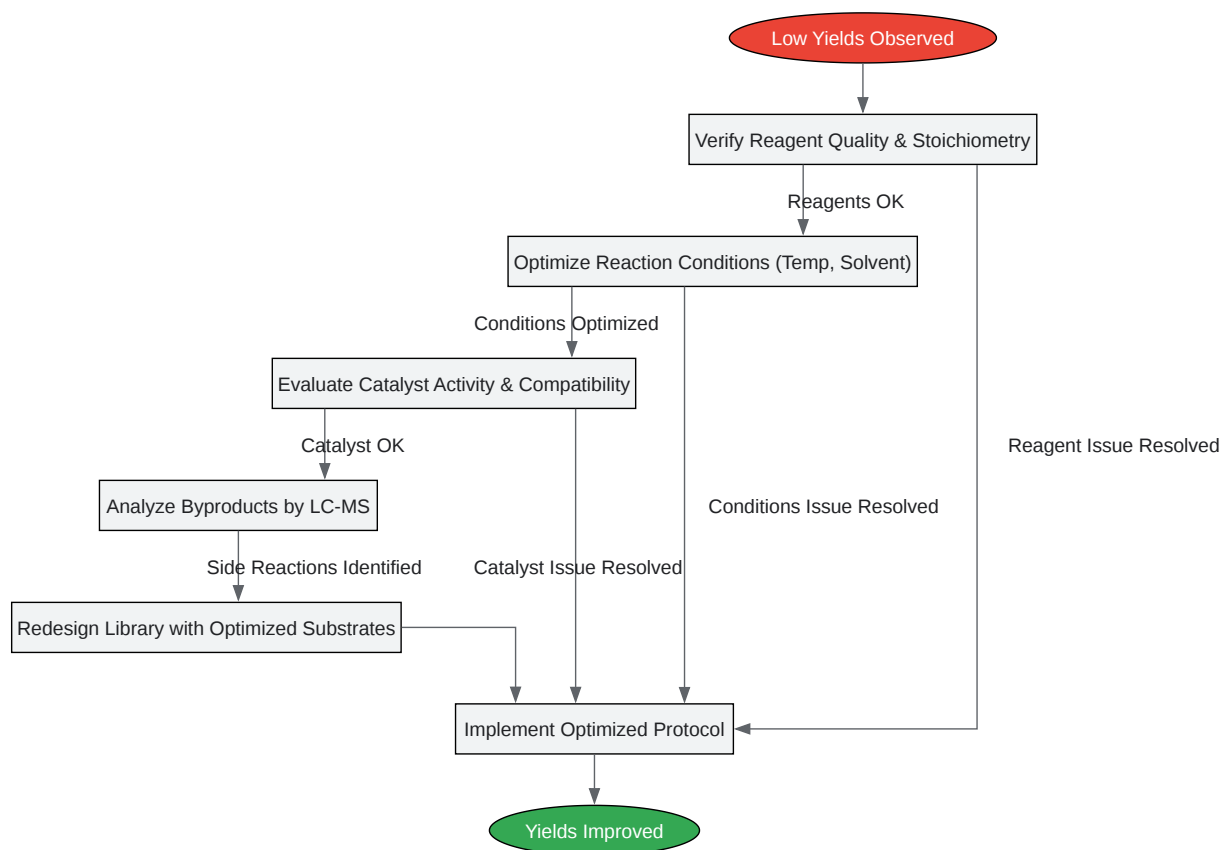 Low Yields Observed
Verify Reagent Quality & Stoichiometry
Reagents OK
Optimize Reaction Conditions (Temp, Solvent)
Conditions Optimized
Evaluate Catalyst Activity & Compatibility
Catalyst OK
Reagent Issue Resolved
Analyze Byproducts by LC-MS
Conditions Issue Resolved
Side Reactions Identified
Catalyst Issue Resolved
Redesign Library with Optimized Substrates
Implement Optimized Protocol
Yields Improved